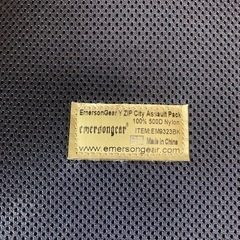 EmersonGear Y ZIP City Assault Pack
100% 500D Nylon
emersongear®
ITEM:EM9323BK
Made In China
www.emersongear.com